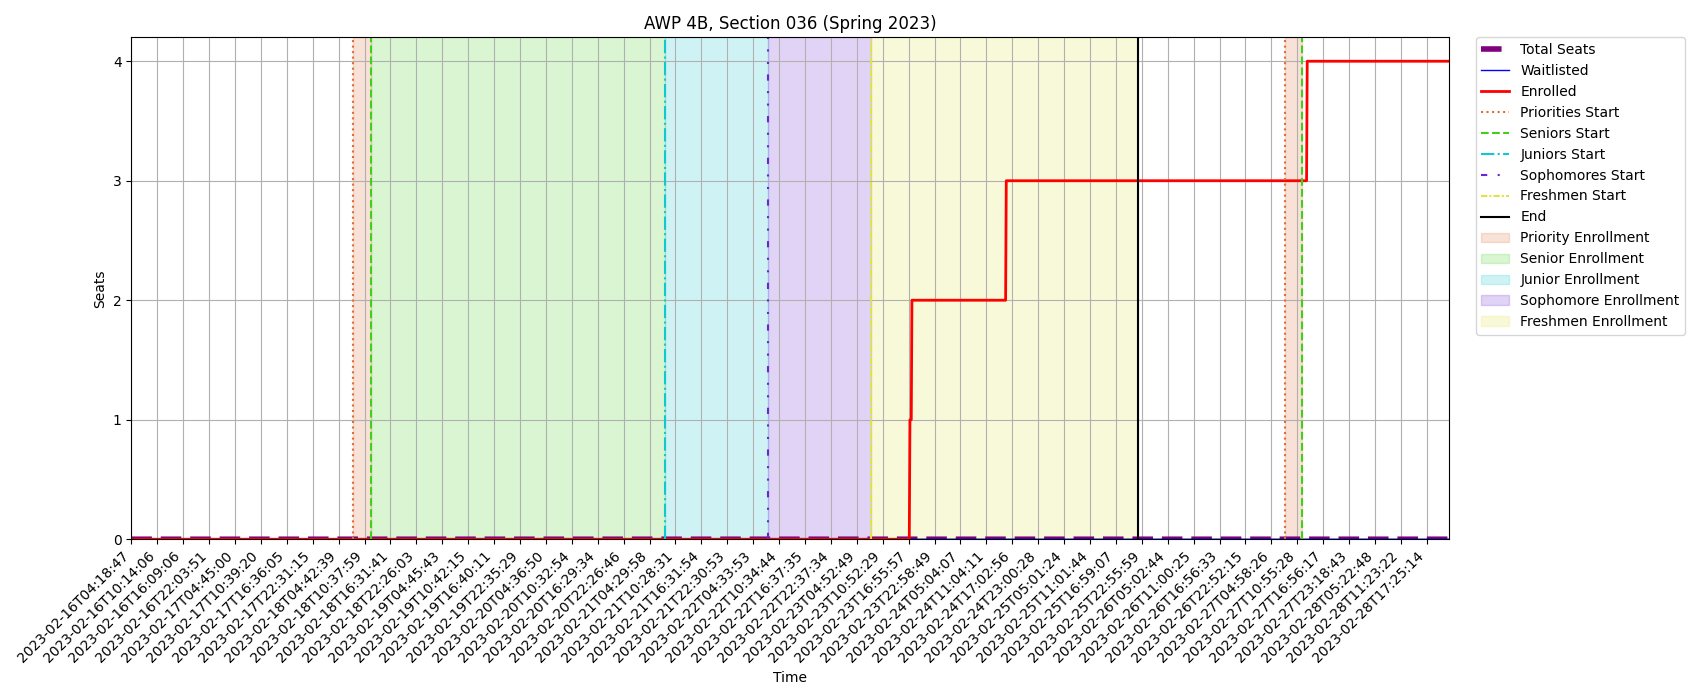 AWP 4B, Section 036 (Spring 2023)
Seats
4
3
2
1
0
2023-02-16T04:18:47
2023-02-16T10:14:06
2023-02-16T16:09:06
2023-02-16T22:03:51
2023-02-17T04:45:00
2023-02-17T10:39:20
2023-02-17T17:36:05
2023-02-17T22:31:15
2023-02-18T04:42:39
2023-02-18T10:37:59
2023-02-18T16:31:41
2023-02-18T22:26:03
2023-02-19T04:45:43
2023-02-19T10:42:15
2023-02-19T16:40:11
2023-02-19T22:35:29
2023-02-20T04:36:50
2023-02-20T10:32:54
2023-02-20T16:29:34
2023-02-20T22:26:46
2023-02-21T04:29:58
2023-02-21T10:28:31
2023-02-21T16:31:54
2023-02-21T22:30:53
2023-02-22T04:33:53
2023-02-22T10:34:44
2023-02-22T16:37:35
2023-02-22T22:37:34
2023-02-23T04:52:49
2023-02-23T10:52:29
2023-02-23T16:55:57
2023-02-23T22:58:49
2023-02-24T05:04:07
2023-02-24T11:04:11
2023-02-24T17:02:56
2023-02-24T23:00:28
2023-02-25T05:01:24
2023-02-25T11:01:44
2023-02-25T16:59:07
2023-02-25T22:55:59
2023-02-26T05:02:44
2023-02-26T11:00:25
2023-02-26T16:56:33
2023-02-26T22:52:15
2023-02-27T04:58:26
2023-02-27T10:55:28
2023-02-27T16:56:17
2023-02-27T23:18:43
2023-02-28T05:22:48
2023-02-28T11:23:22
2023-02-28T17:25:14
Time
Total Seats
Waitlisted
Enrolled
Priorities Start
Seniors Start
Juniors Start
Sophomores Start
Freshmen Start
End
Priority Enrollment
Senior Enrollment
Junior Enrollment
Sophomore Enrollment
Freshmen Enrollment